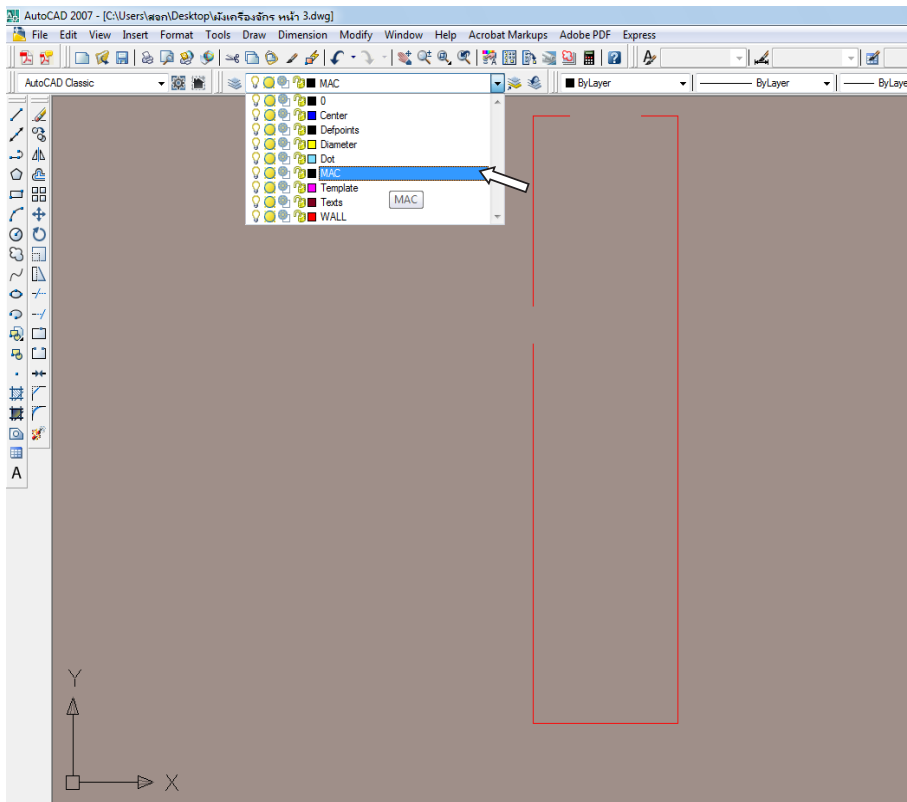 AutoCAD 2007 - [C:\Users\สจก\Desktop\ผังเครื่องจักร หน้า 3.dwg]
File Edit View Insert Format Tools Draw Dimension Modify Window Help Acrobat Markups Adobe PDF Express
AutoCAD Classic MAC ByLayer ByLayer ByLaye
0
Center
Defpoints
Diameter
Dot
MAC
Template
MAC
Texts
WALL
A
Y
X